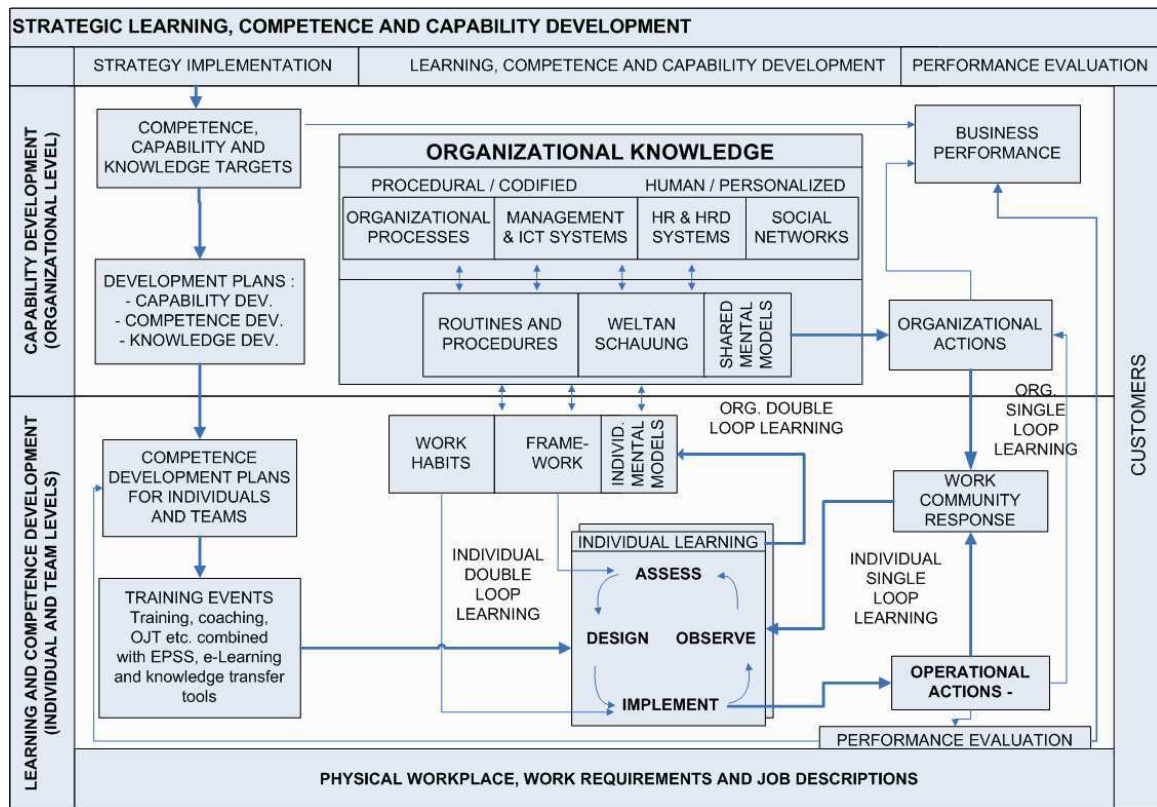 STRATEGIC LEARNING, COMPETENCE AND CAPABILITY DEVELOPMENT
STRATEGY IMPLEMENTATION
LEARNING, COMPETENCE AND CAPABILITY DEVELOPMENT
PERFORMANCE EVALUATION
CAPABILITY DEVELOPMENT
(ORGANIZATIONAL LEVEL)
COMPETENCE,
CAPABILITY AND
KNOWLEDGE TARGETS
DEVELOPMENT PLANS :
- CAPABILITY DEV.
- COMPETENCE DEV.
- KNOWLEDGE DEV.
ORGANIZATIONAL KNOWLEDGE
PROCEDURAL / CODIFIED
HUMAN / PERSONALIZED
ORGANIZATIONAL
PROCESSES
MANAGEMENT
& ICT SYSTEMS
HR & HRD
SYSTEMS
SOCIAL
NETWORKS
ROUTINES AND
PROCEDURES
WELTAN
SCHAUUNG
SHARED
MENTAL
MODELS
BUSINESS
PERFORMANCE
ORGANIZATIONAL
ACTIONS
CUSTOMERS
LEARNING AND COMPETENCE DEVELOPMENT
(INDIVIDUAL AND TEAM LEVELS)
COMPETENCE
DEVELOPMENT PLANS
FOR INDIVIDUALS
AND TEAMS
TRAINING EVENTS
Training, coaching,
OJT etc. combined
with EPSS, e-Learning
and knowledge transfer
tools
WORK
HABITS
FRAME-
WORK
INDIVID.
MENTAL
MODELS
ORG. DOUBLE
LOOP LEARNING
ORG.
SINGLE
LOOP
LEARNING
WORK
COMMUNITY
RESPONSE
INDIVIDUAL
DOUBLE
LOOP
LEARNING
INDIVIDUAL LEARNING
ASSESS
DESIGN
OBSERVE
IMPLEMENT
INDIVIDUAL
SINGLE
LOOP
LEARNING
OPERATIONAL
ACTIONS -
PERFORMANCE EVALUATION
PHYSICAL WORKPLACE, WORK REQUIREMENTS AND JOB DESCRIPTIONS